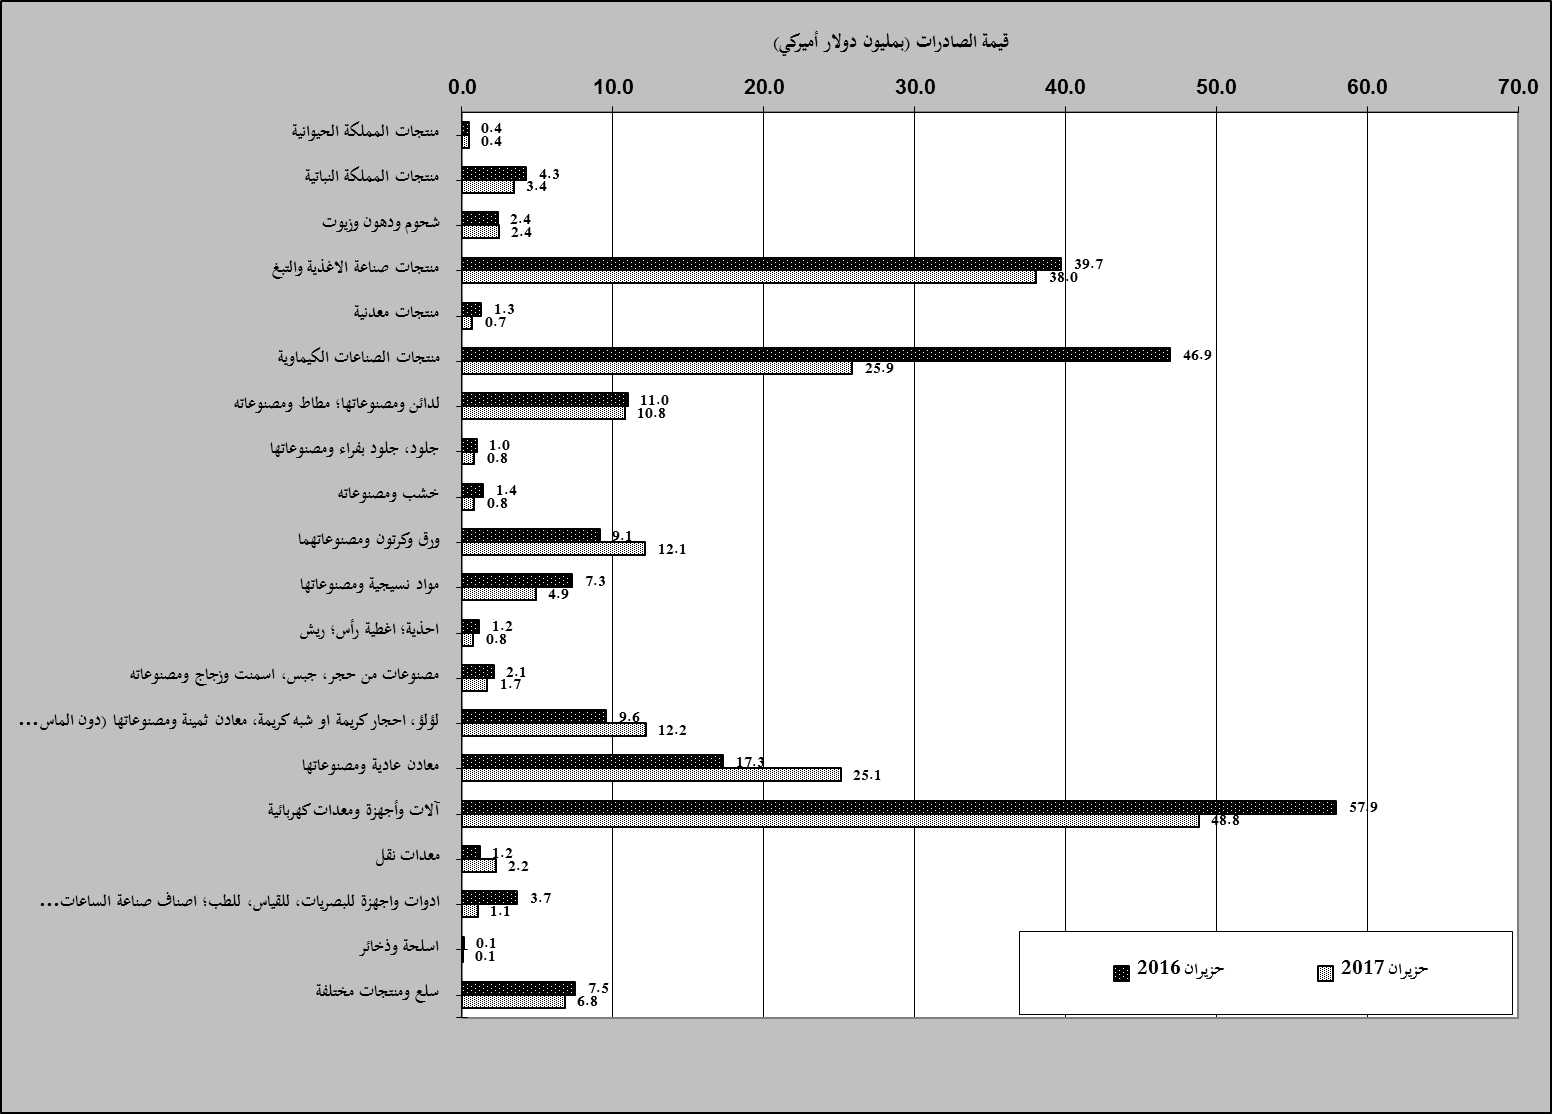 قيمة الصادرات (بمليون دولار أميركي)
0.0 10.0 20.0 30.0 40.0 50.0 60.0 70.0
منتجات المملكة الحيوانية 0.4
0.4
منتجات المملكة النباتية 4.3
3.4
شحوم ودهون وزيوت 2.4
2.4
منتجات صناعة الاغذية والتبغ 39.7
38.0
منتجات معدنية 1.3
0.7
منتجات الصناعات الكيماوية 46.9
25.9
لدائن ومصنوعاتها؛ مطاط ومصنوعاته 11.0
10.8
جلود، جلود بفراء ومصنوعاتها 1.0
0.8
خشب ومصنوعاته 1.4
0.8
ورق وكرتون ومصنوعاتهما 9.1
12.1
مواد نسيجية ومصنوعاتها 7.3
4.9
احذية؛ اغطية رأس؛ ريش 1.2
0.8
مصنوعات من حجر، جبس، اسمنت وزجاج ومصنوعاته 2.1
1.7
لؤلؤ، احجار كريمة او شبه كريمة، معادن ثمينة ومصنوعاتها (دون الماس... 9.6
12.2
معادن عادية ومصنوعاتها 17.3
25.1
آلات وأجهزة ومعدات كهربائية 57.9
48.8
معدات نقل 1.2
2.2
ادوات واجهزة للبصريات، للقياس، للطب؛ اصناف صناعة الساعات... 3.7
1.1
اسلحة وذخائر 0.1
0.1
سلع ومنتجات مختلفة 7.5
6.8
حزيران 2016 حزيران 2017